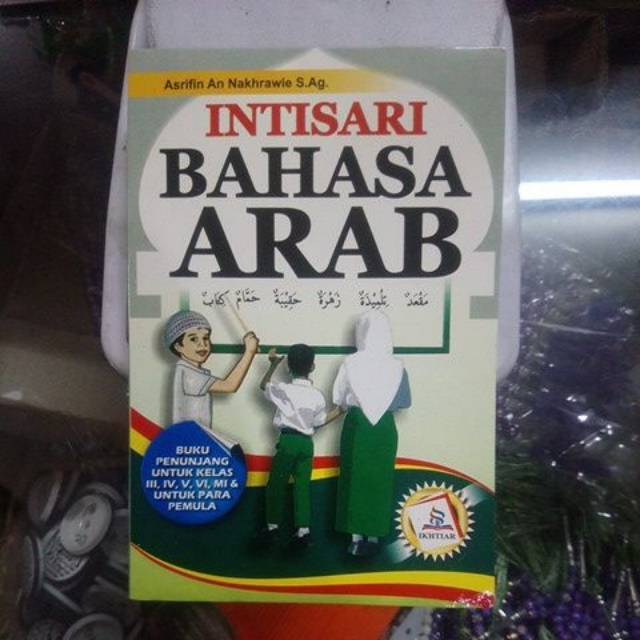 Asrifin An Nakhrawie S.Ag.
INTISARI
BAHASA
ARAB
مَقْعَدٌ تِلْمِيْذَةٌ زَهْرَةٌ حَقِيْبَةٌ حَمَّامٌ كِتَابٌ
BUKU
PENUNJANG
UNTUK KELAS
III, IV, V, VI, MI &
UNTUK PARA
PEMULA
IKHTIAR